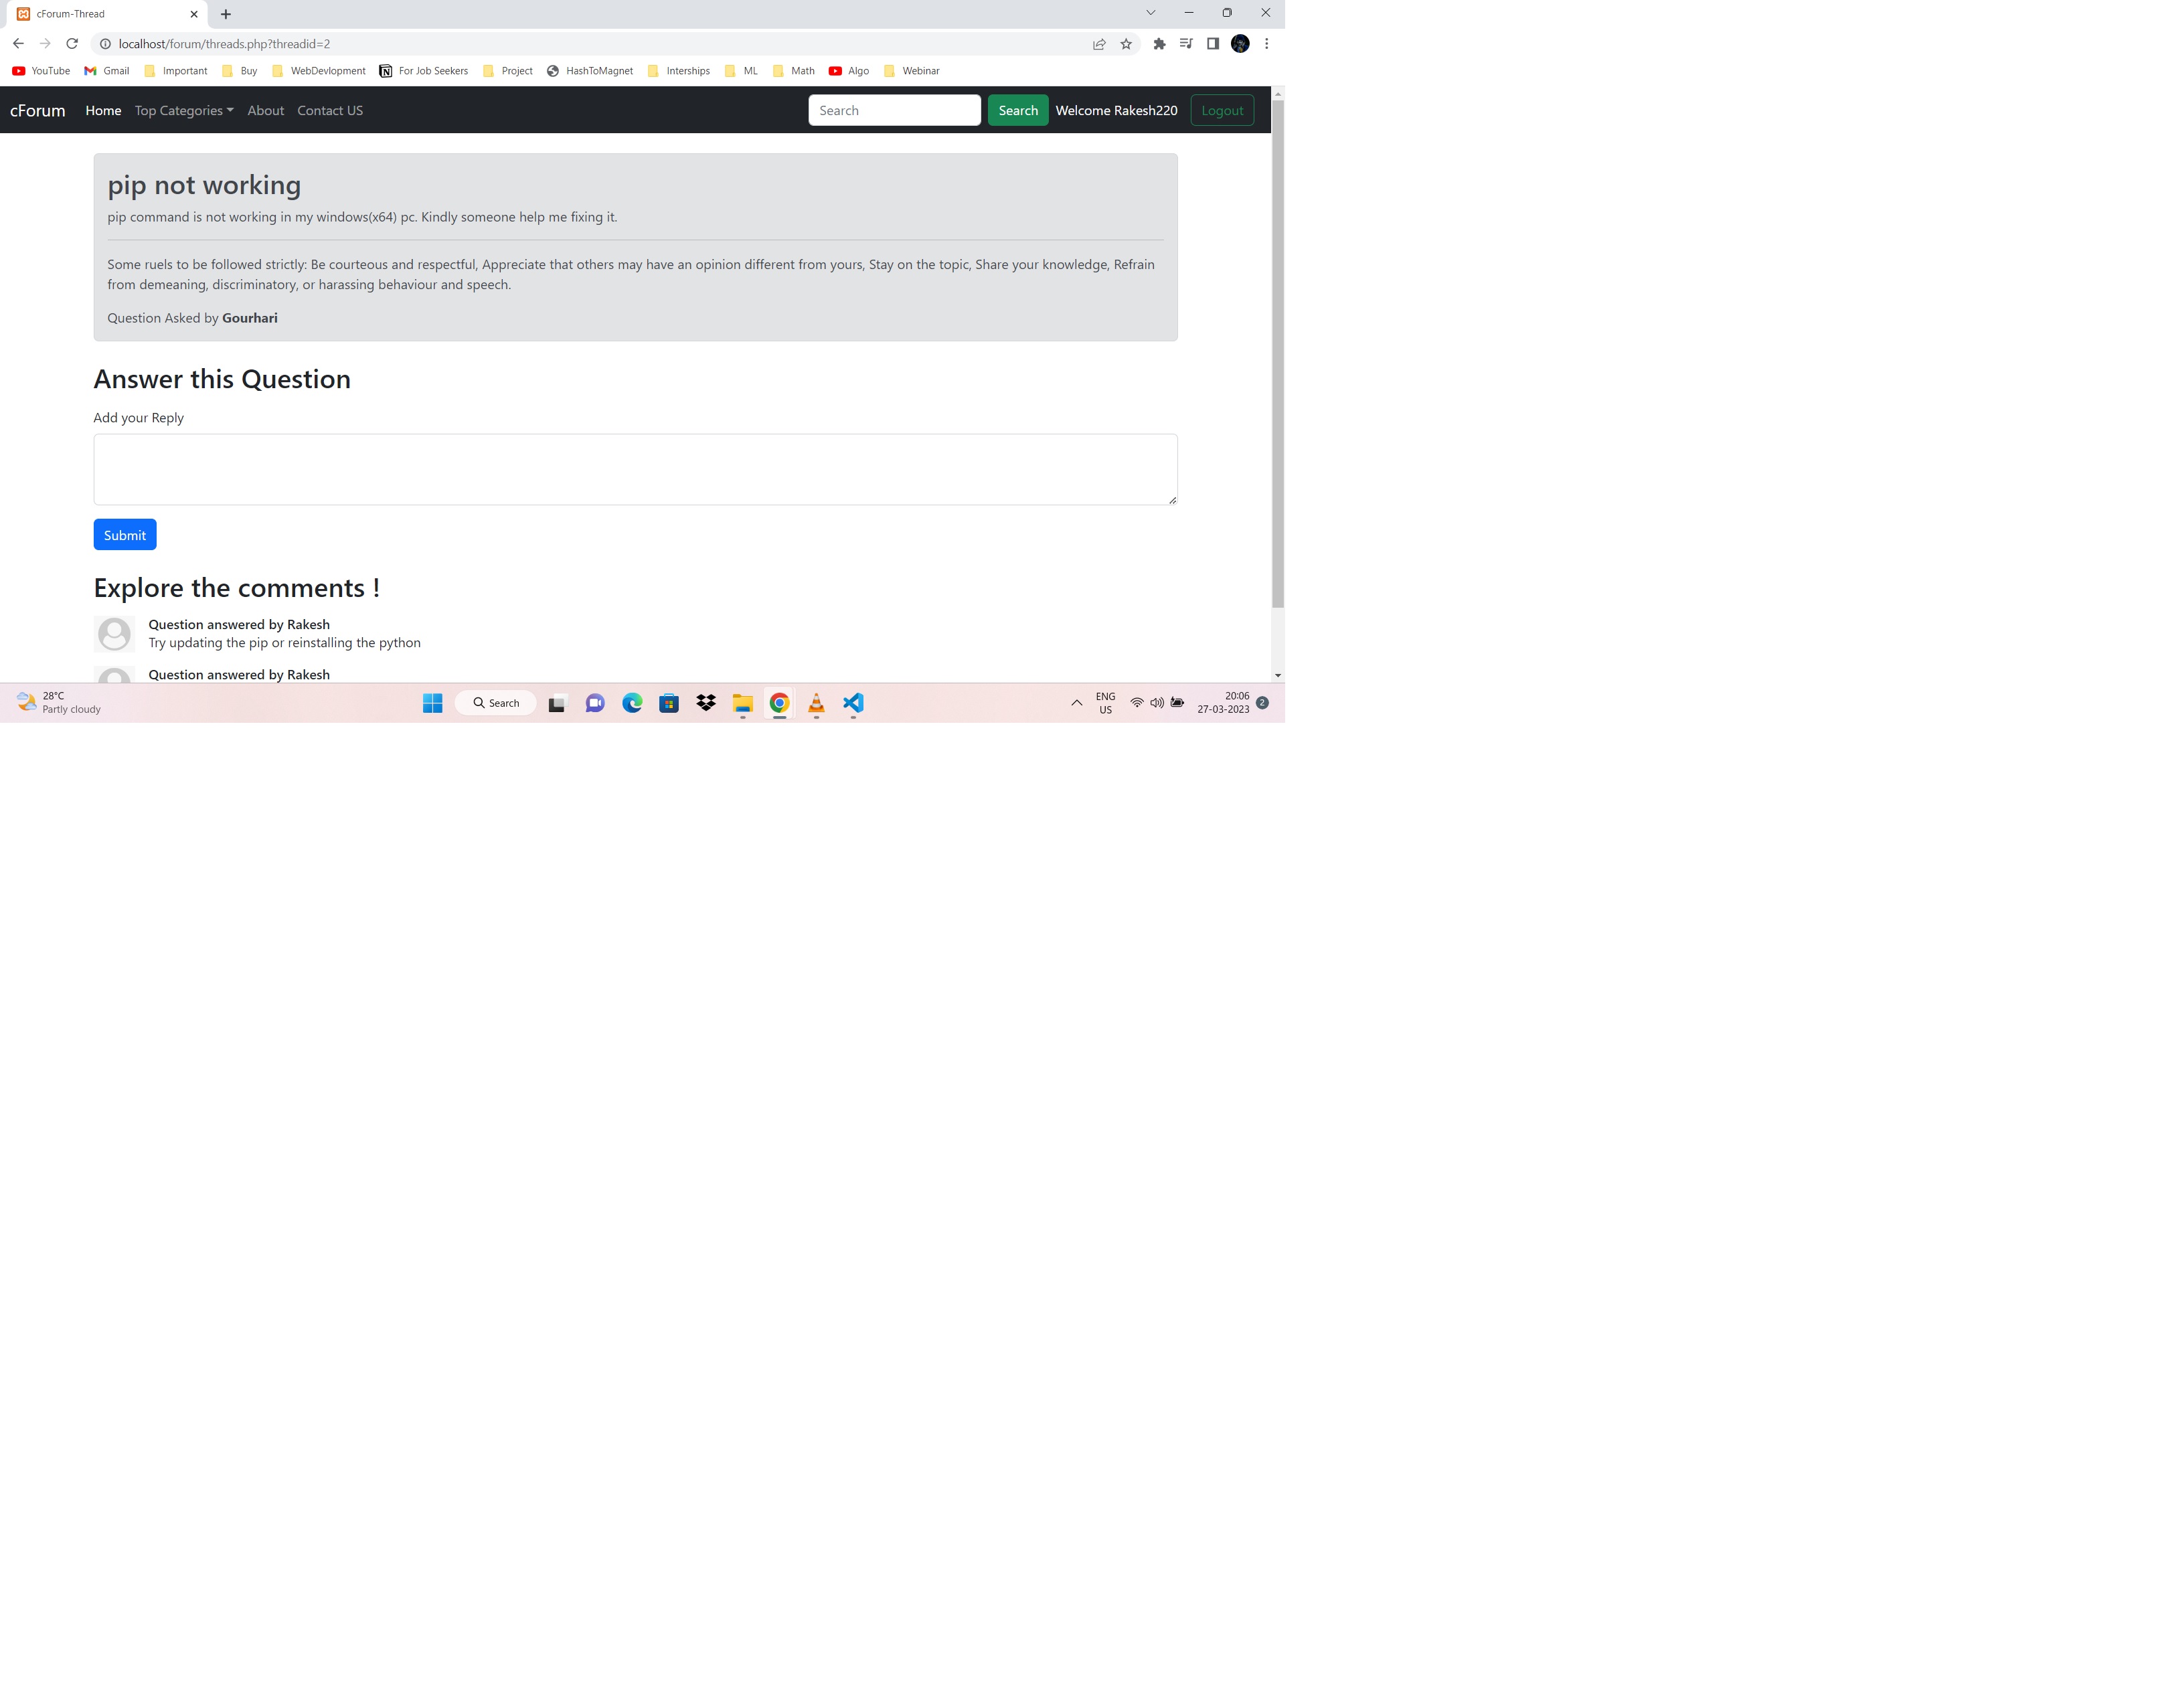 cForum-Thread
localhost/forum/threads.php?threadid=2
YouTube Gmail Important Buy WebDevlopment For Job Seekers Project HashToMagnet Interships ML Math Algo Webinar
cForum Home Top Categories About Contact US Search Search Welcome Rakesh220 Logout
pip not working
pip command is not working in my windows(x64) pc. Kindly someone help me fixing it.
Some ruels to be followed strictly: Be courteous and respectful, Appreciate that others may have an opinion different from yours, Stay on the topic, Share your knowledge, Refrain
from demeaning, discriminatory, or harassing behaviour and speech.
Question Asked by Gourhari
Answer this Question
Add your Reply
Submit
Explore the comments !
Question answered by Rakesh
Try updating the pip or reinstalling the python
Question answered by Rakesh
28°C
Partly cloudy
Search
ENG
US
20:06
27-03-2023
2